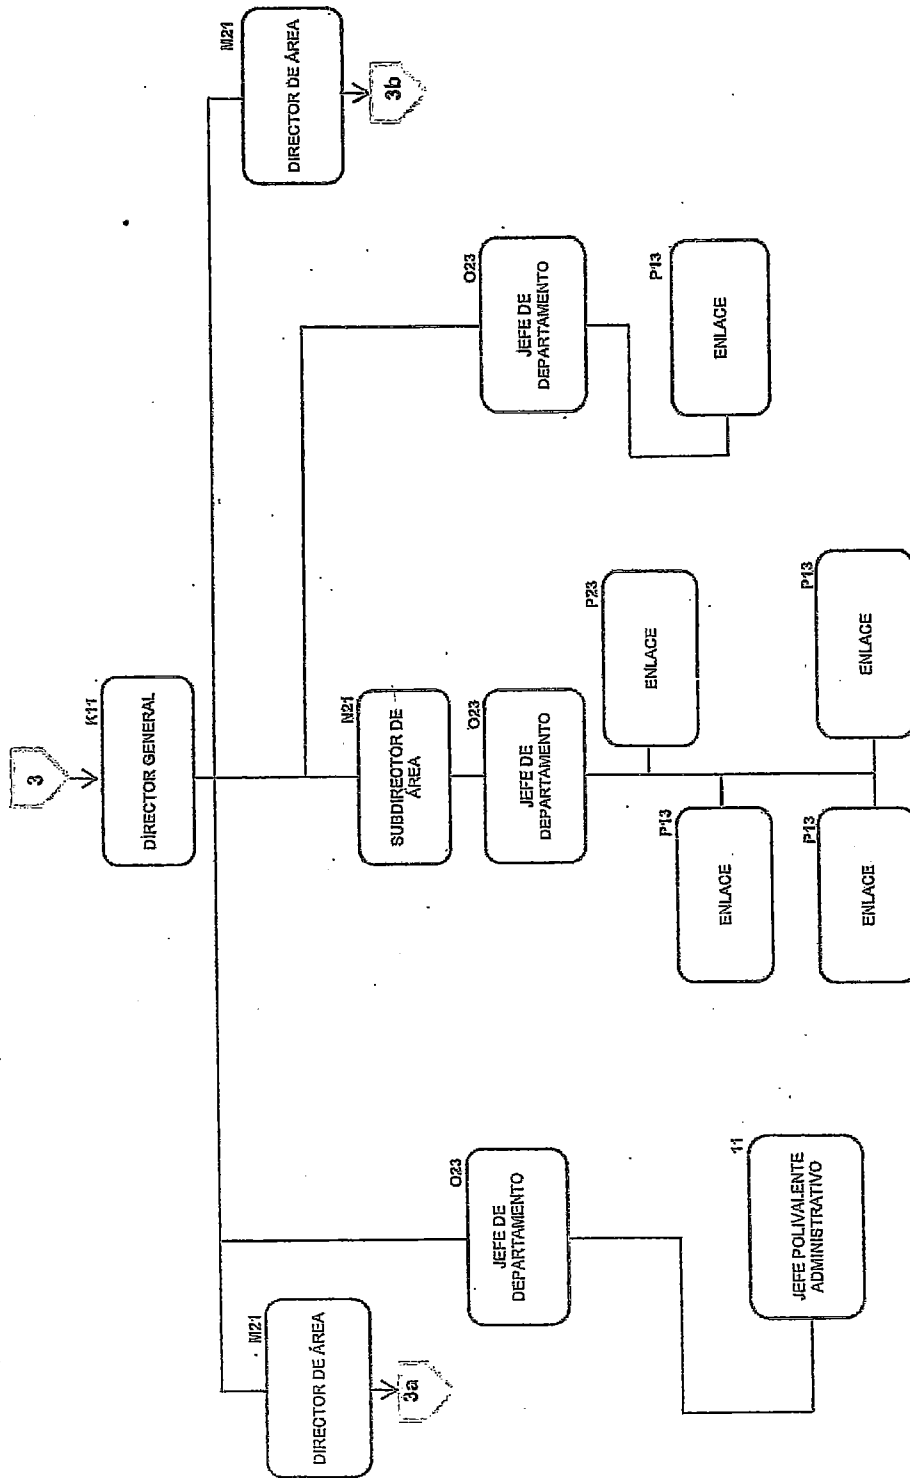 3
K11
DIRECTOR GENERAL
M21
DIRECTOR DE ÁREA
3a
M21
DIRECTOR DE ÁREA
3b
N21
SUBDIRECTOR DE
ÁREA
O23
JEFE DE
DEPARTAMENTO
O23
JEFE DE
DEPARTAMENTO
O23
JEFE DE
DEPARTAMENTO
P23
ENLACE
P13
ENLACE
P13
ENLACE
11
JEFE POLIVALENTE
ADMINISTRATIVO
P13
ENLACE
P13
ENLACE